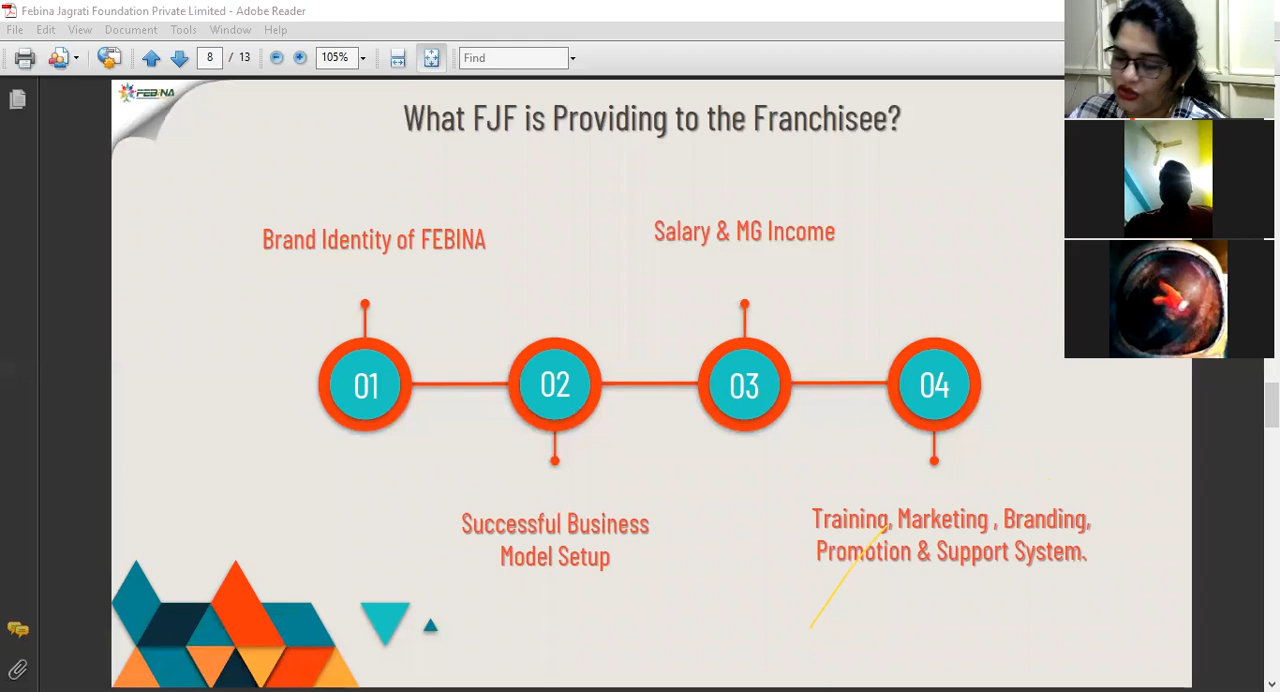 Febina Jagrati Foundation Private Limited - Adobe Reader
File Edit View Document Tools Window Help
8 / 13 105% Find
FEBINA
What FJF is Providing to the Franchisee?
Brand Identity of FEBINA
Salary & MG Income
01 02 03 04
Successful Business
Model Setup
Training, Marketing , Branding,
Promotion & Support System.